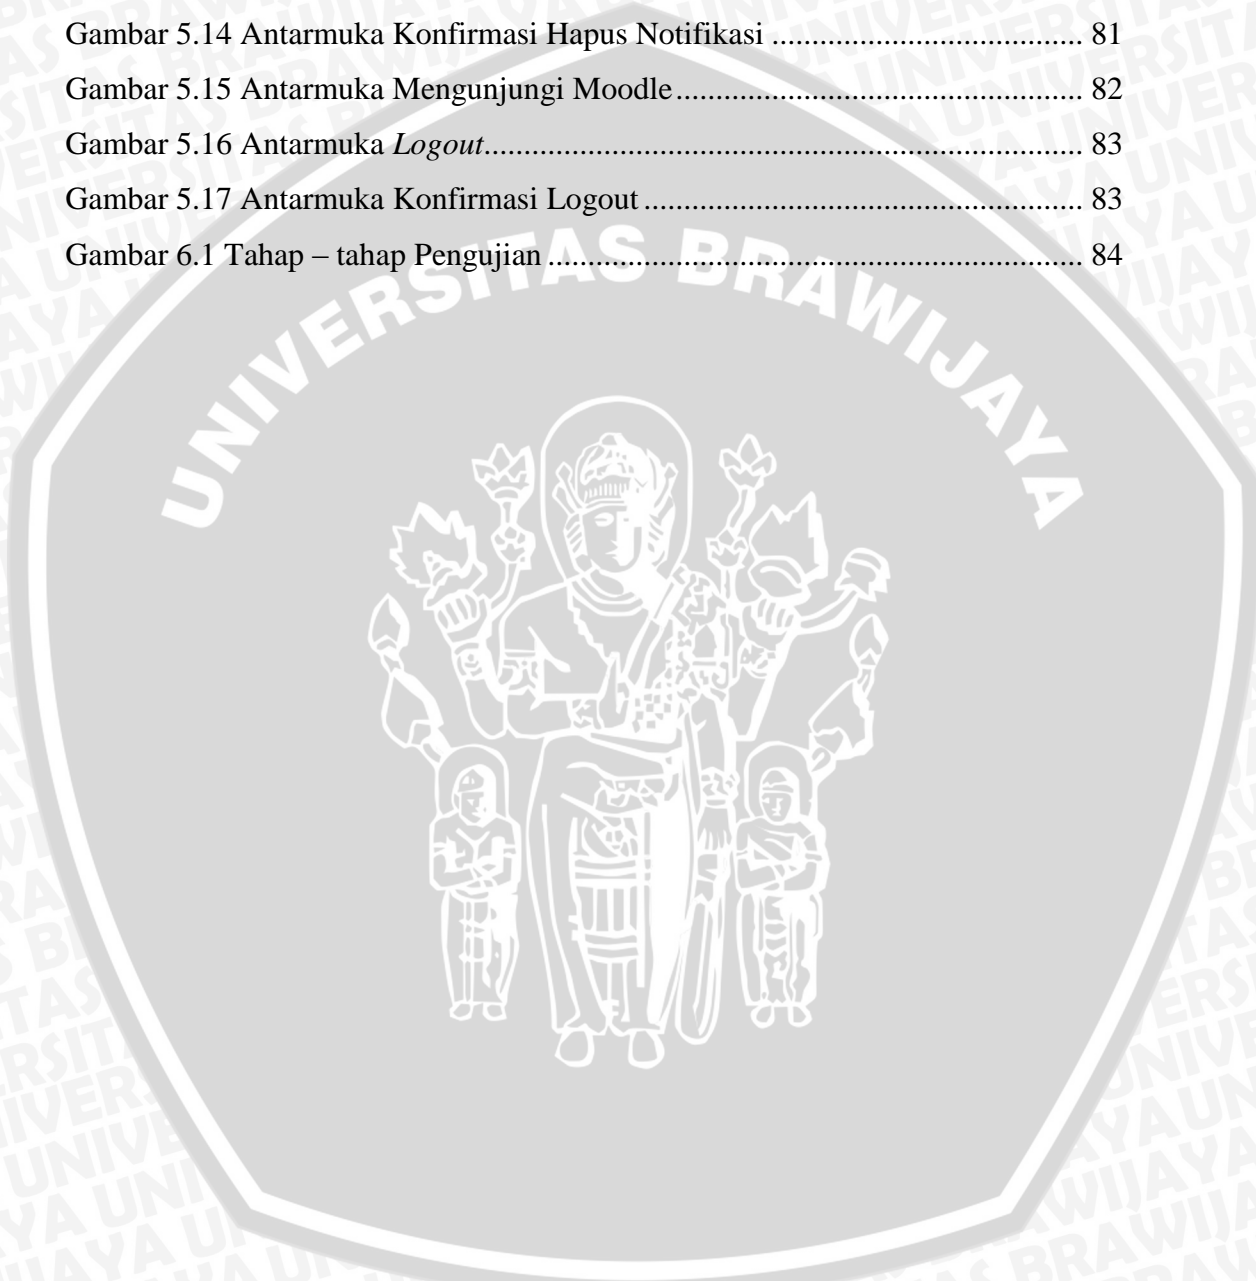 Gambar 5.14 Antarmuka Konfirmasi Hapus Notifikasi ....................................... 81
Gambar 5.15 Antarmuka Mengunjungi Moodle................................................... 82
Gambar 5.16 Antarmuka Logout........................................................................... 83
Gambar 5.17 Antarmuka Konfirmasi Logout ....................................................... 83
Gambar 6.1 Tahap – tahap Pengujian ................................................................... 84
UNIVERSITAS BRAWIJAYA